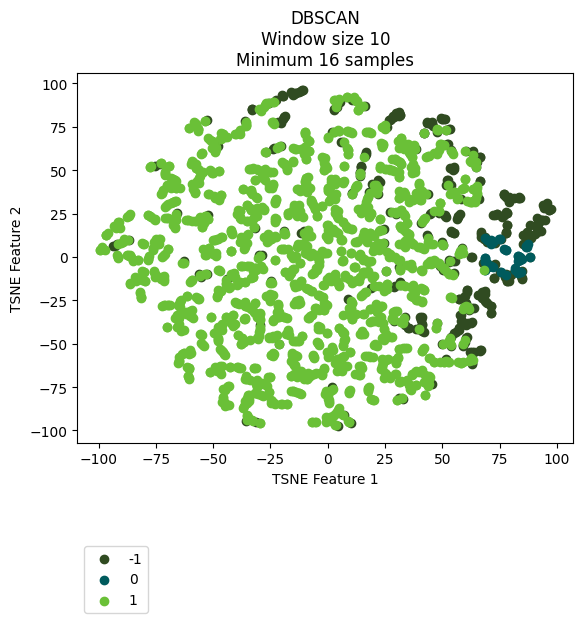 DBSCAN
Window size 10
Minimum 16 samples
TSNE Feature 2
100
75
50
25
0
−25
−50
−75
−100
−100 −75 −50 −25 0 25 50 75 100
TSNE Feature 1
-1
0
1